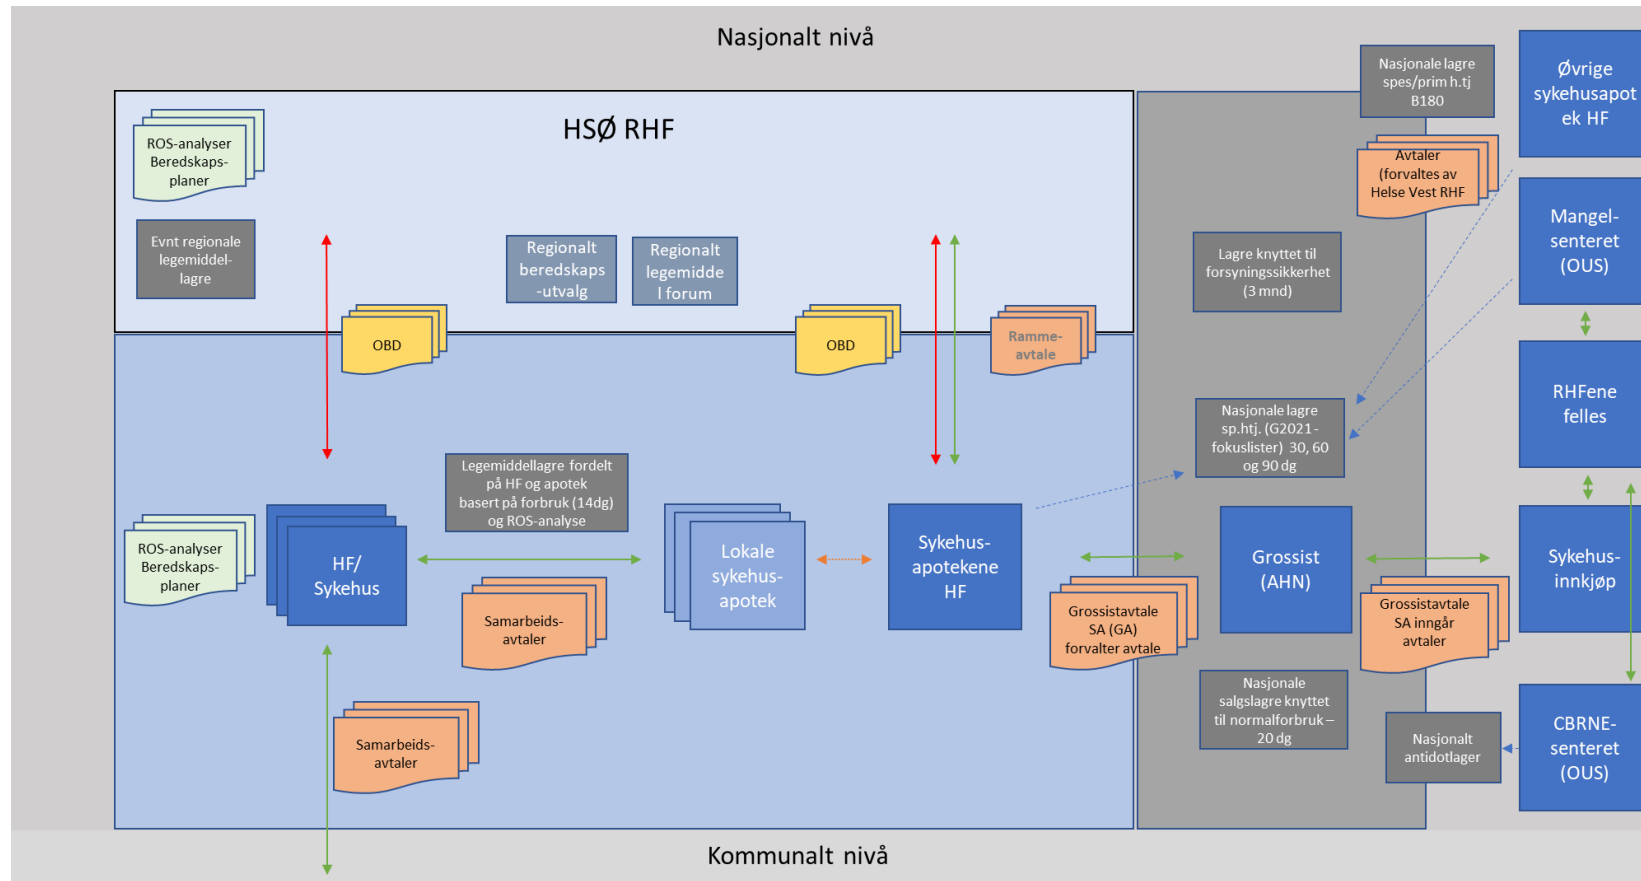 Nasjonalt nivå
HSØ RHF
ROS-analyser
Beredskaps-
planer
Evnt regionale
legemiddel-
lagre
Regionalt
beredskaps
-utvalg
Regionalt
legemidde
l forum
OBD
OBD
Ramme-
avtale
Nasjonale lagre
spes/prim h.tj
B180
Avtaler
(forvaltes av
Helse Vest RHF
Lagre knyttet til
forsyningssikkerhet
(3 mnd)
Nasjonale lagre
sp.htj. (G2021 -
fokuslister) 30, 60
og 90 dg
Øvrige
sykehusapot
ek HF
Mangel-
senteret
(OUS)
RHFene
felles
Legemiddellagre fordelt
på HF og apotek
basert på forbruk (14dg)
og ROS-analyse
ROS-analyser
Beredskaps-
planer
HF/
Sykehus
Samarbeids-
avtaler
Lokale
sykehus-
apotek
Sykehus-
apotekene
HF
Grossistavtale
SA (GA)
forvalter avtale
Grossist
(AHN)
Grossistavtale
SA inngår
avtaler
Sykehus-
innkjøp
Samarbeids-
avtaler
Nasjonale
salgslagre knyttet
til normalforbruk –
20 dg
Nasjonalt
antidotlager
CBRNE-
senteret
(OUS)
Kommunalt nivå